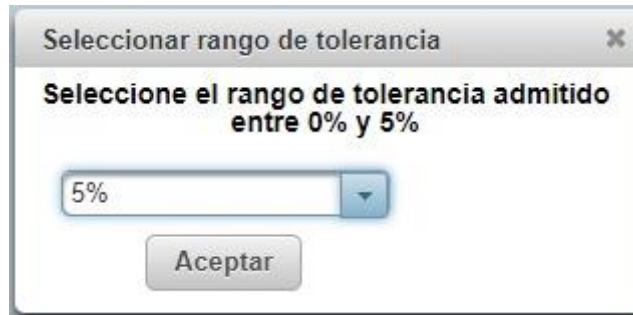 Seleccionar rango de tolerancia
Seleccione el rango de tolerancia admitido
entre 0% y 5%
5%
Aceptar